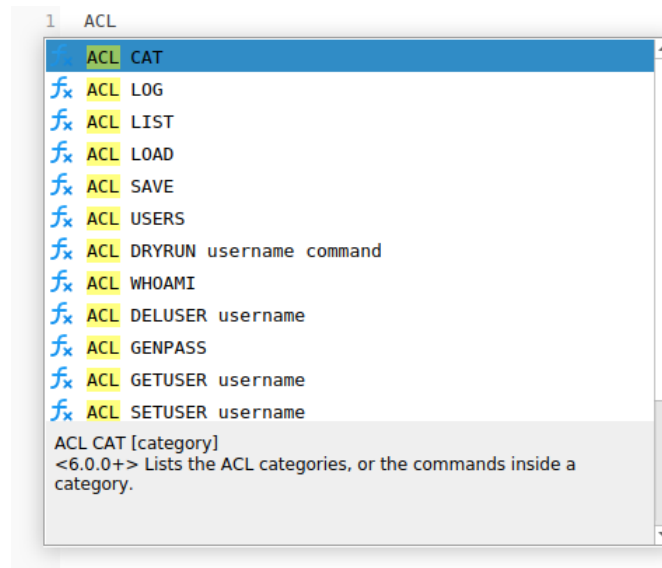 1 ACL
ACL CAT
ACL LOG
ACL LIST
ACL LOAD
ACL SAVE
ACL USERS
ACL DRYRUN username command
ACL WHOAMI
ACL DELUSER username
ACL GENPASS
ACL GETUSER username
ACL SETUSER username
ACL CAT [category]
<6.0.0+> Lists the ACL categories, or the commands inside a
category.